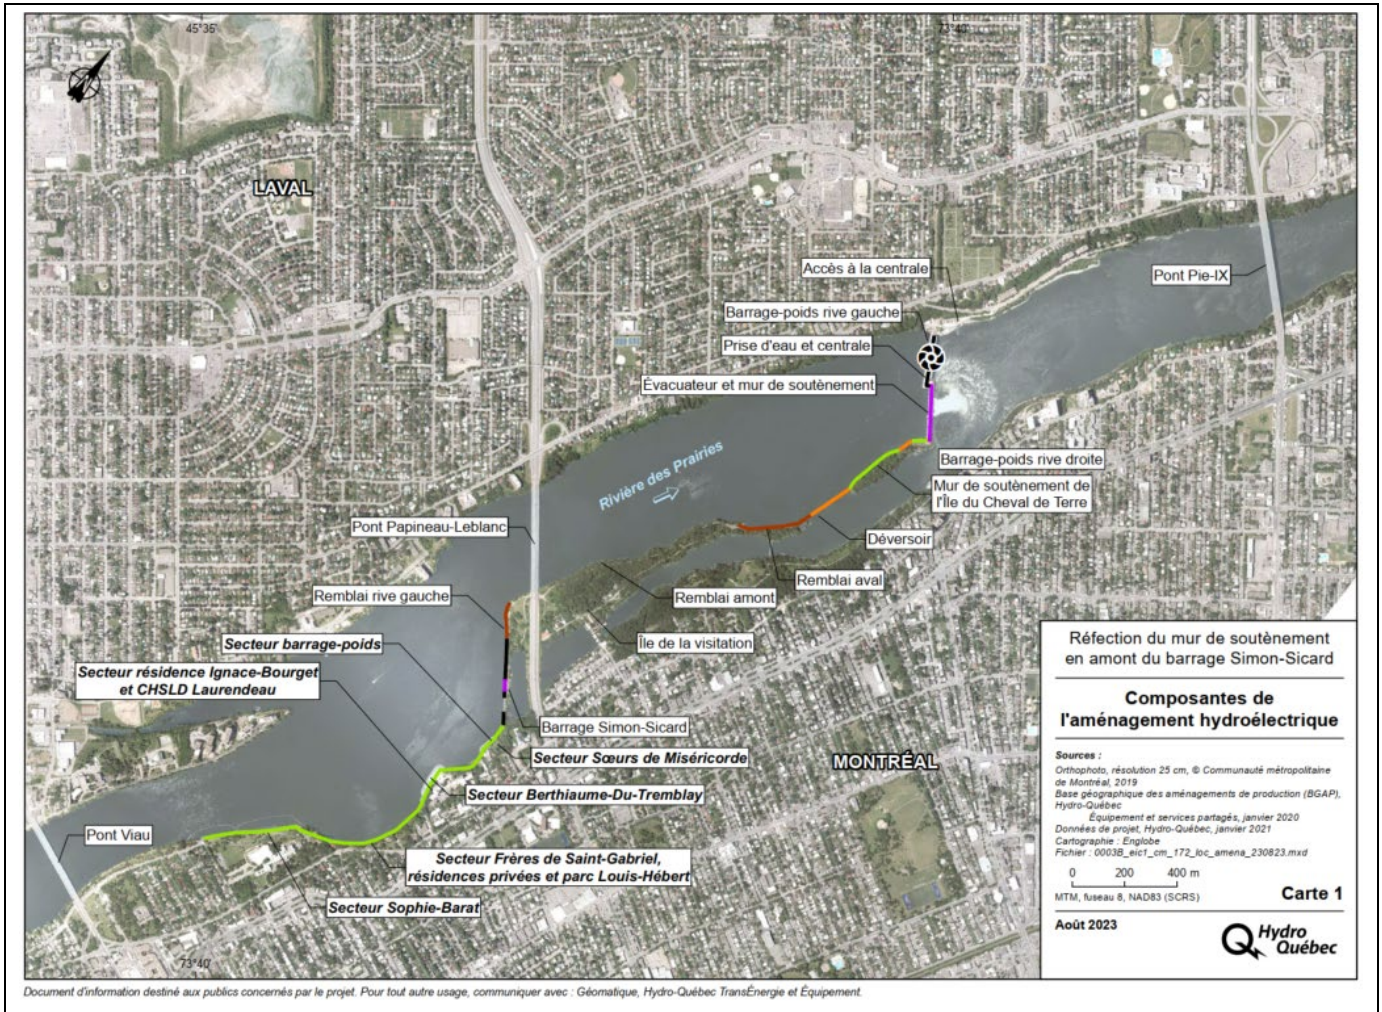 45°35'
73°40'
LAVAL
Accès à la centrale
Pont Pie-IX
Barrage-poids rive gauche
Prise d'eau et centrale
Évacuateur et mur de soutènement
Barrage-poids rive droite
Rivière des Prairies
Mur de soutènement de
l'Île du Cheval de Terre
Pont Papineau-Leblanc
Déversoir
Remblai aval
Remblai rive gauche
Remblai amont
Secteur barrage-poids
Île de la visitation
Secteur résidence Ignace-Bourget
et CHSLD Laurendeau
Barrage Simon-Sicard
Secteur Sœurs de Miséricorde
MONTRÉAL
Secteur Berthiaume-Du-Tremblay
Pont Viau
Secteur Frères de Saint-Gabriel,
résidences privées et parc Louis-Hébert
Secteur Sophie-Barat
73°40'
Réfection du mur de soutènement
en amont du barrage Simon-Sicard
Composantes de
l'aménagement hydroélectrique
Sources :
Orthophoto, résolution 25 cm, © Communauté métropolitaine
de Montréal, 2019
Base géographique des aménagements de production (BGAP),
Hydro-Québec
Équipement et services partagés, janvier 2020
Données de projet, Hydro-Québec, janvier 2021
Cartographie : Englobe
Fichier : 0003B_eic1_cm_172_loc_amena_230823.mxd
0 200 400 m
MTM, fuseau 8, NAD83 (SCRS)
Carte 1
Août 2023
Hydro
Québec
Document d'information destiné aux publics concernés par le projet. Pour tout autre usage, communiquer avec : Géomatique, Hydro-Québec TransÉnergie et Équipement.